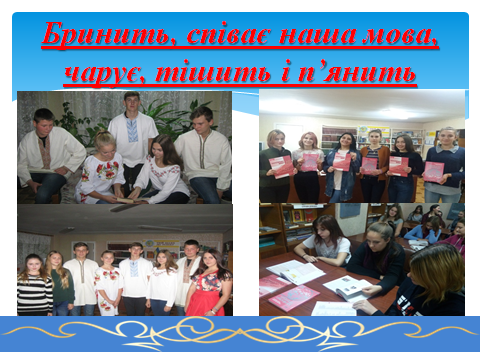 Бринить, співає наша мова,
чарує, тішить і п’янить